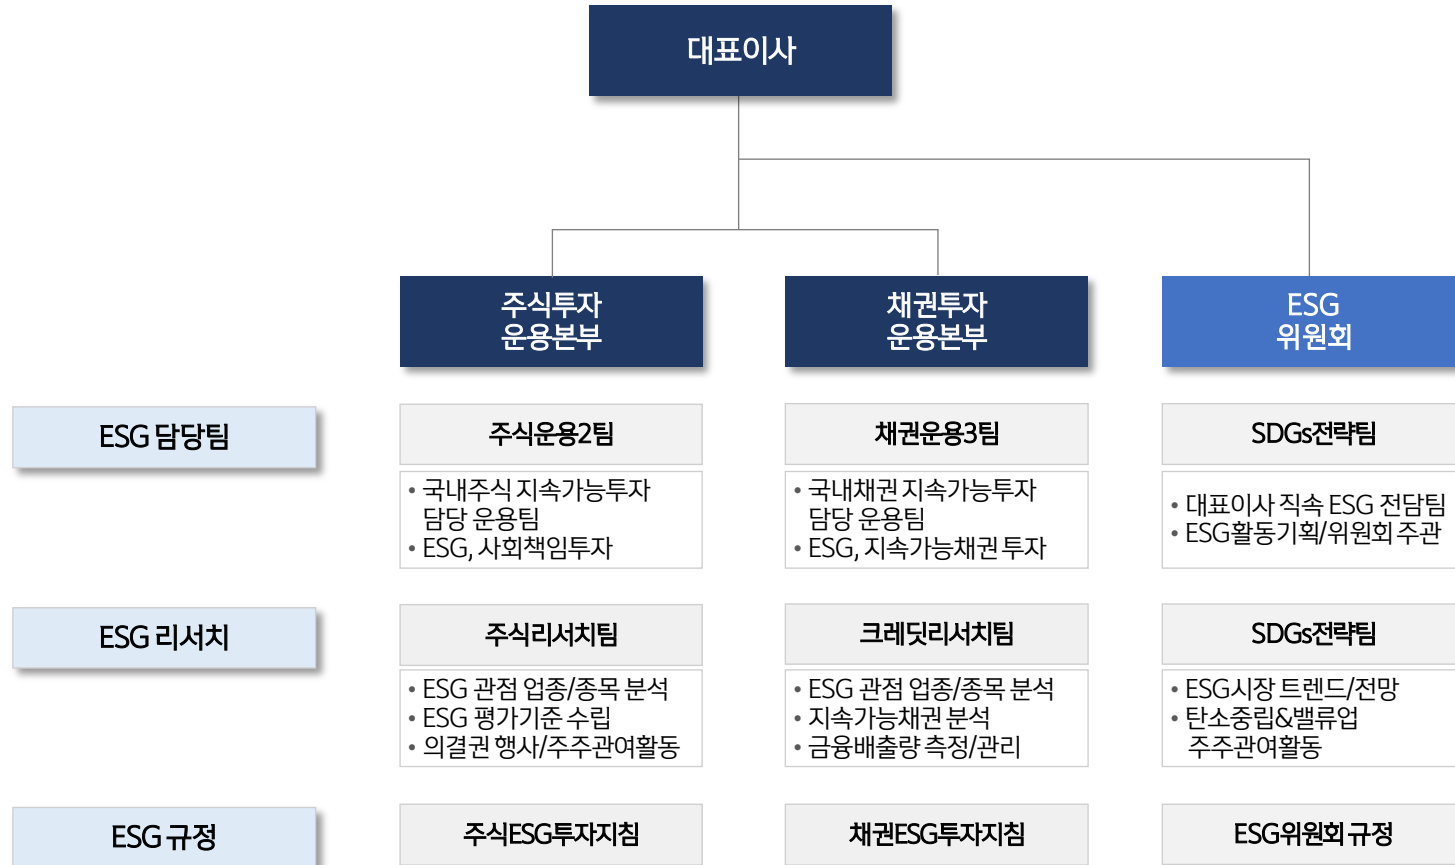 대표이사
주식투자
운용본부
채권투자
운용본부
ESG
위원회
ESG 담당팀
주식운용2팀
채권운용3팀
SDGs전략팀
• 국내주식 지속가능투자
담당 운용팀
• ESG, 사회책임투자
• 국내채권 지속가능투자
담당 운용팀
• ESG, 지속가능채권 투자
• 대표이사 직속 ESG 전담팀
• ESG활동기획/위원회 주관
ESG 리서치
주식리서치팀
크레딧리서치팀
SDGs전략팀
• ESG 관점 업종/종목 분석
• ESG 평가기준 수립
• 의결권 행사/주주관여활동
• ESG 관점 업종/종목 분석
• 지속가능채권 분석
• 금융배출량 측정/관리
• ESG시장 트렌드/전망
• 탄소중립&밸류업
주주관여활동
ESG 규정
주식ESG투자지침
채권ESG투자지침
ESG위원회 규정